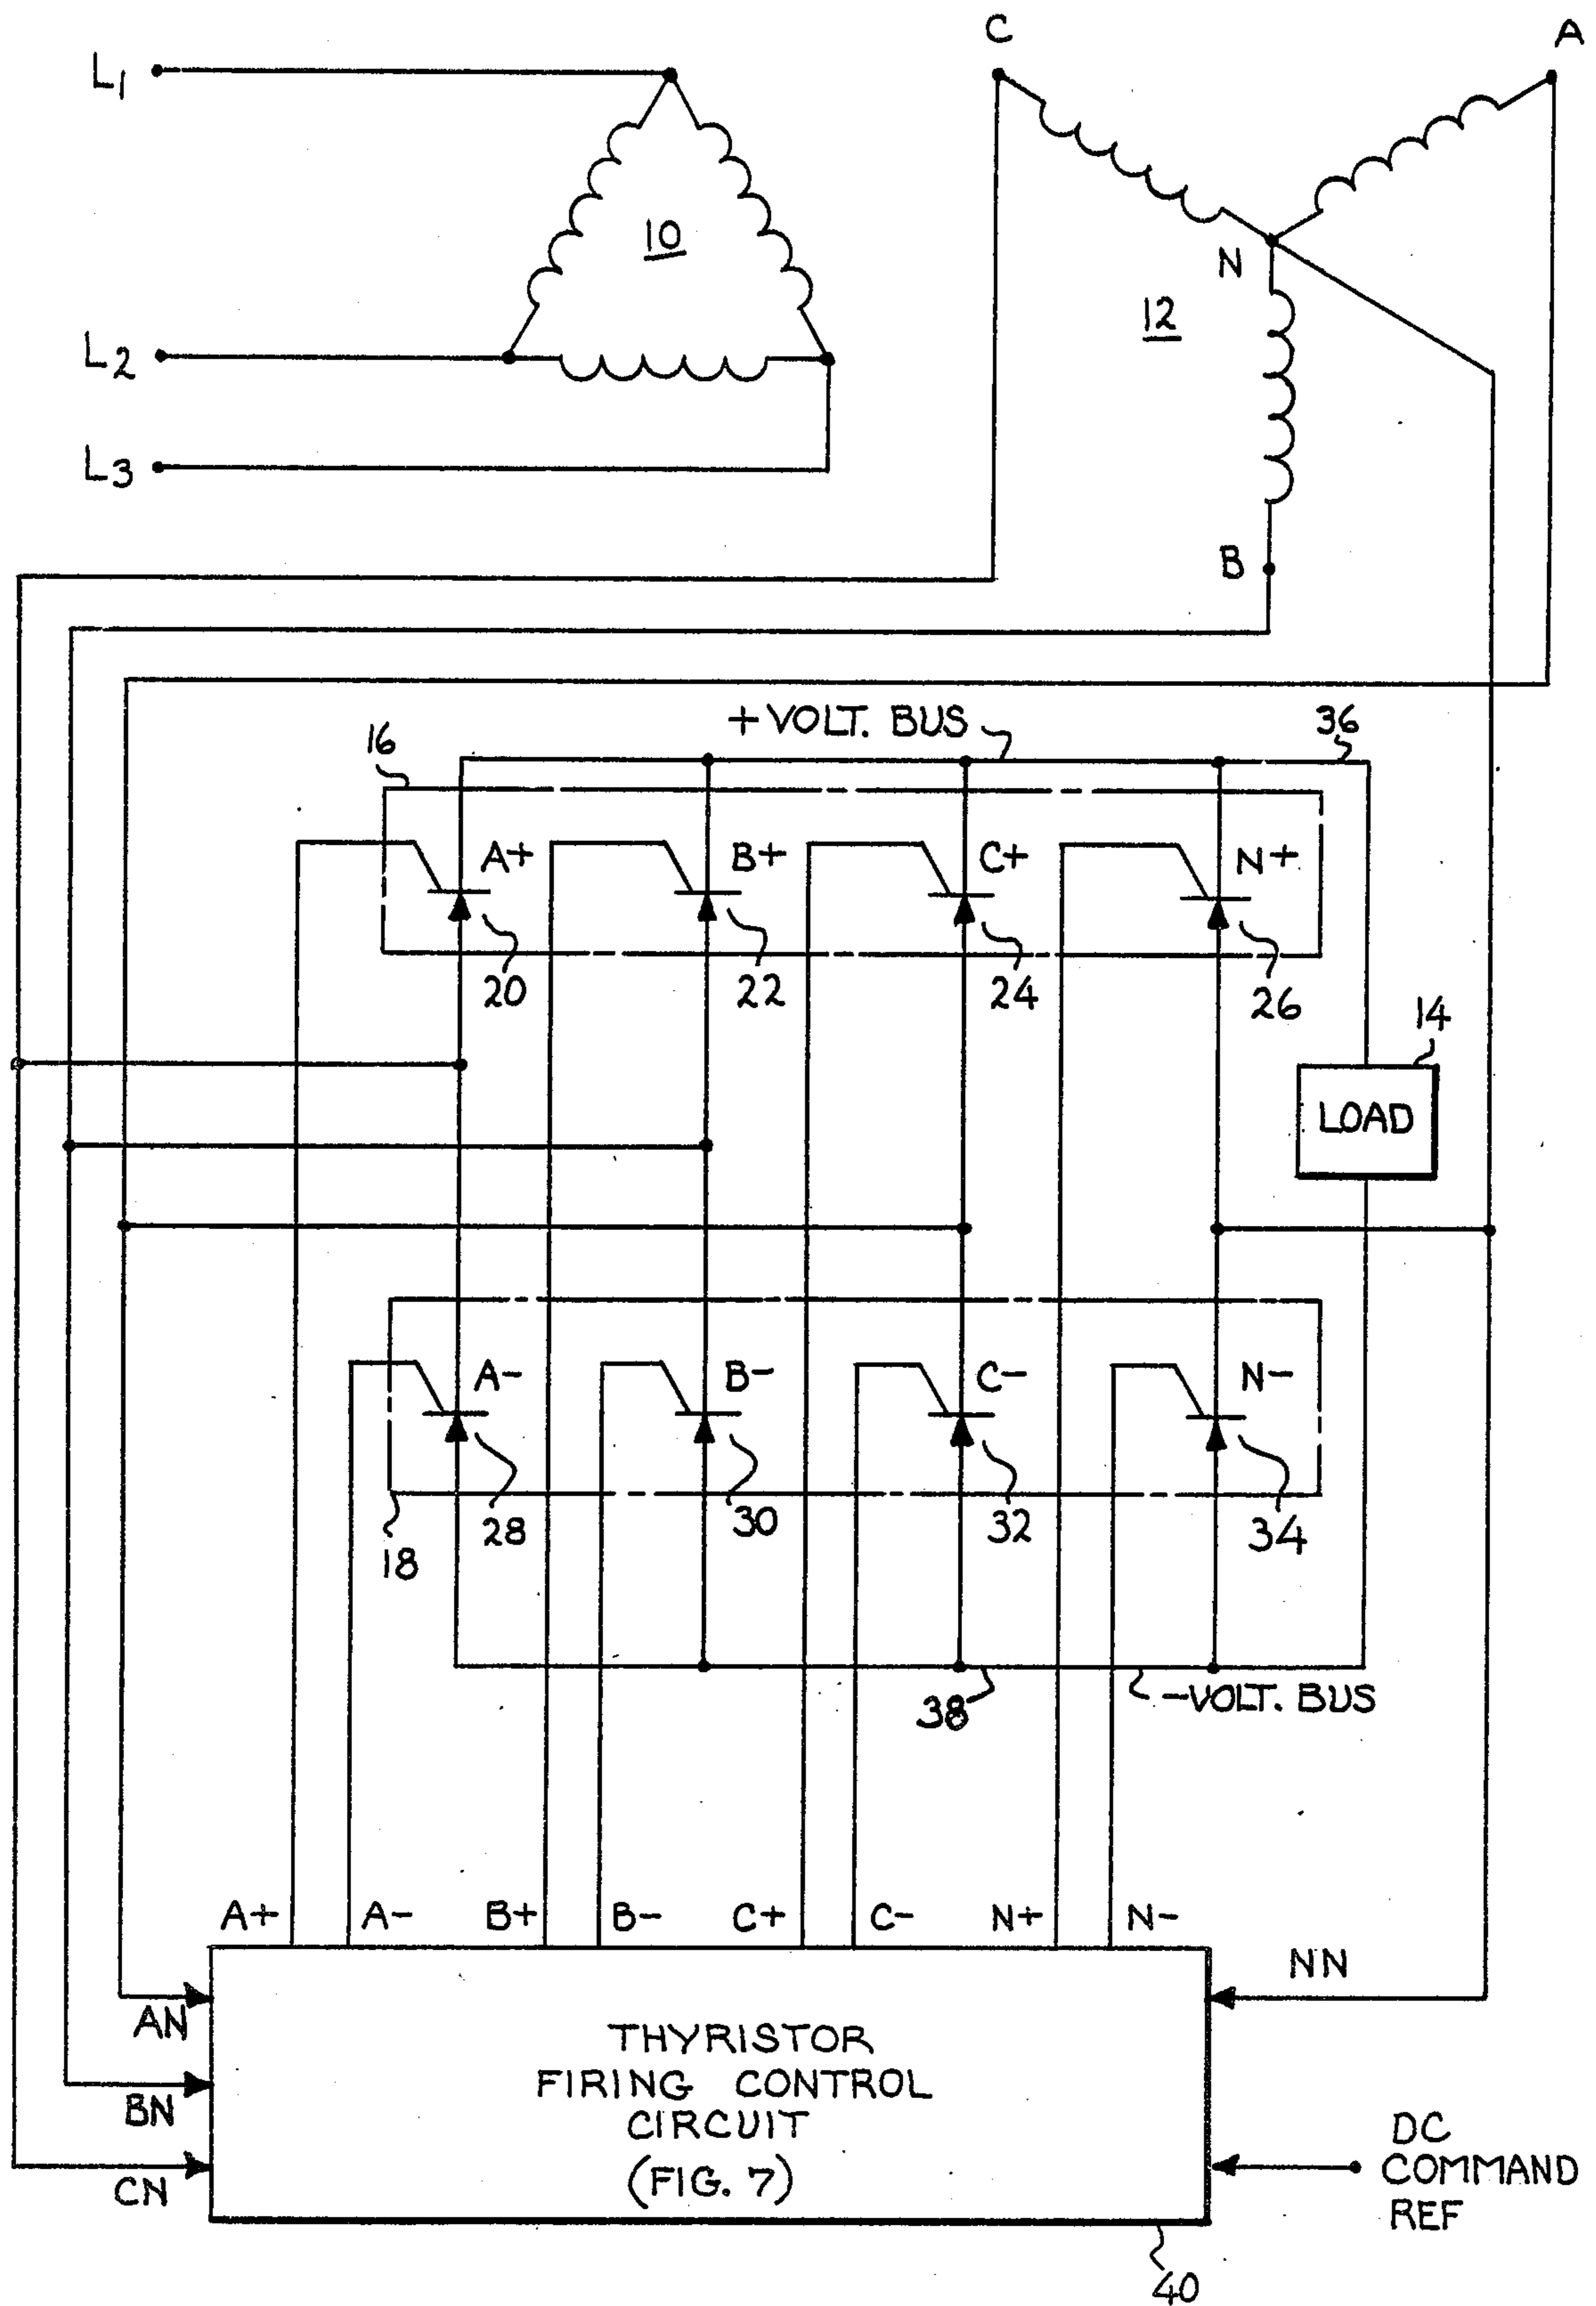 C
A
L1
10
N
L2
12
L3
B
+ VOLT. BUS
36
16
A+
B+
C+
N+
20
22
24
26
14
LOAD
A-
B-
C-
N-
28
30
32
34
18
38
-VOLT. BUS
A+
A-
B+
B-
C+
C-
N+
N-
NN
AN
THYRISTOR
FIRING CONTROL
CIRCUIT
(FIG. 7)
BN
CN
DC
COMMAND
REF
40